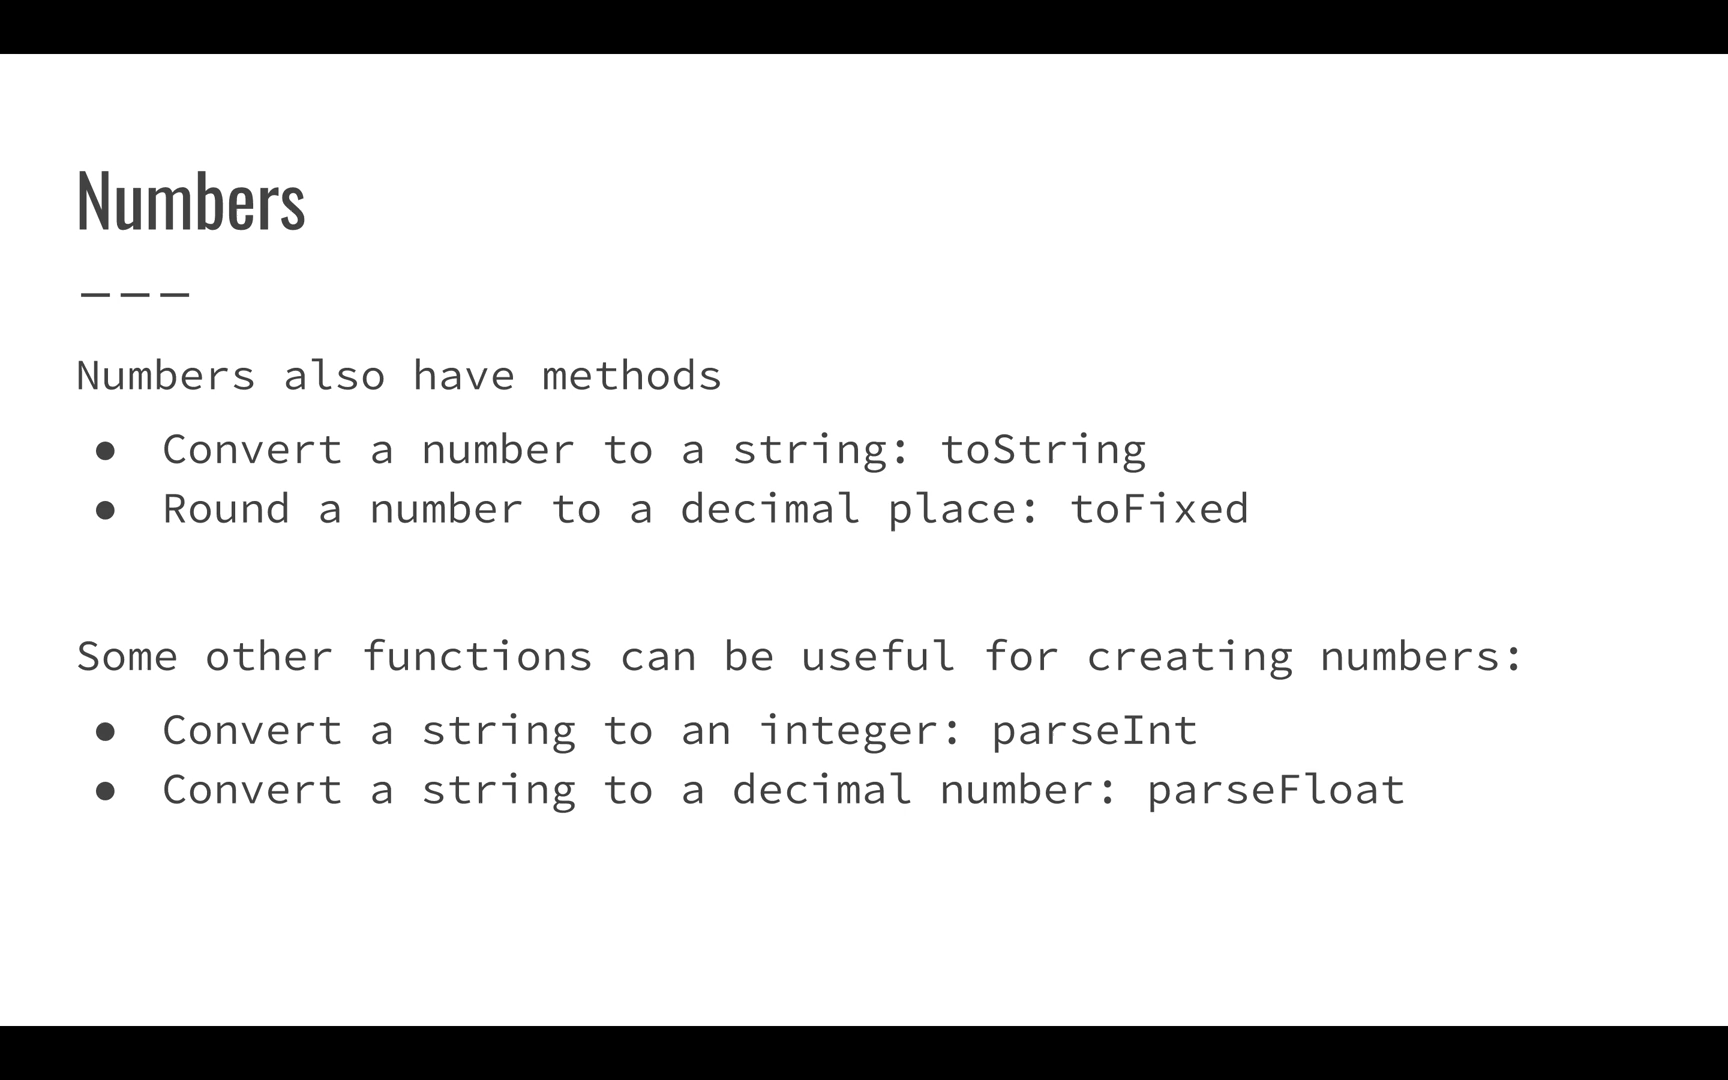 Numbers
———
Numbers also have methods
● Convert a number to a string: toString
● Round a number to a decimal place: toFixed
Some other functions can be useful for creating numbers:
● Convert a string to an integer: parseInt
● Convert a string to a decimal number: parseFloat